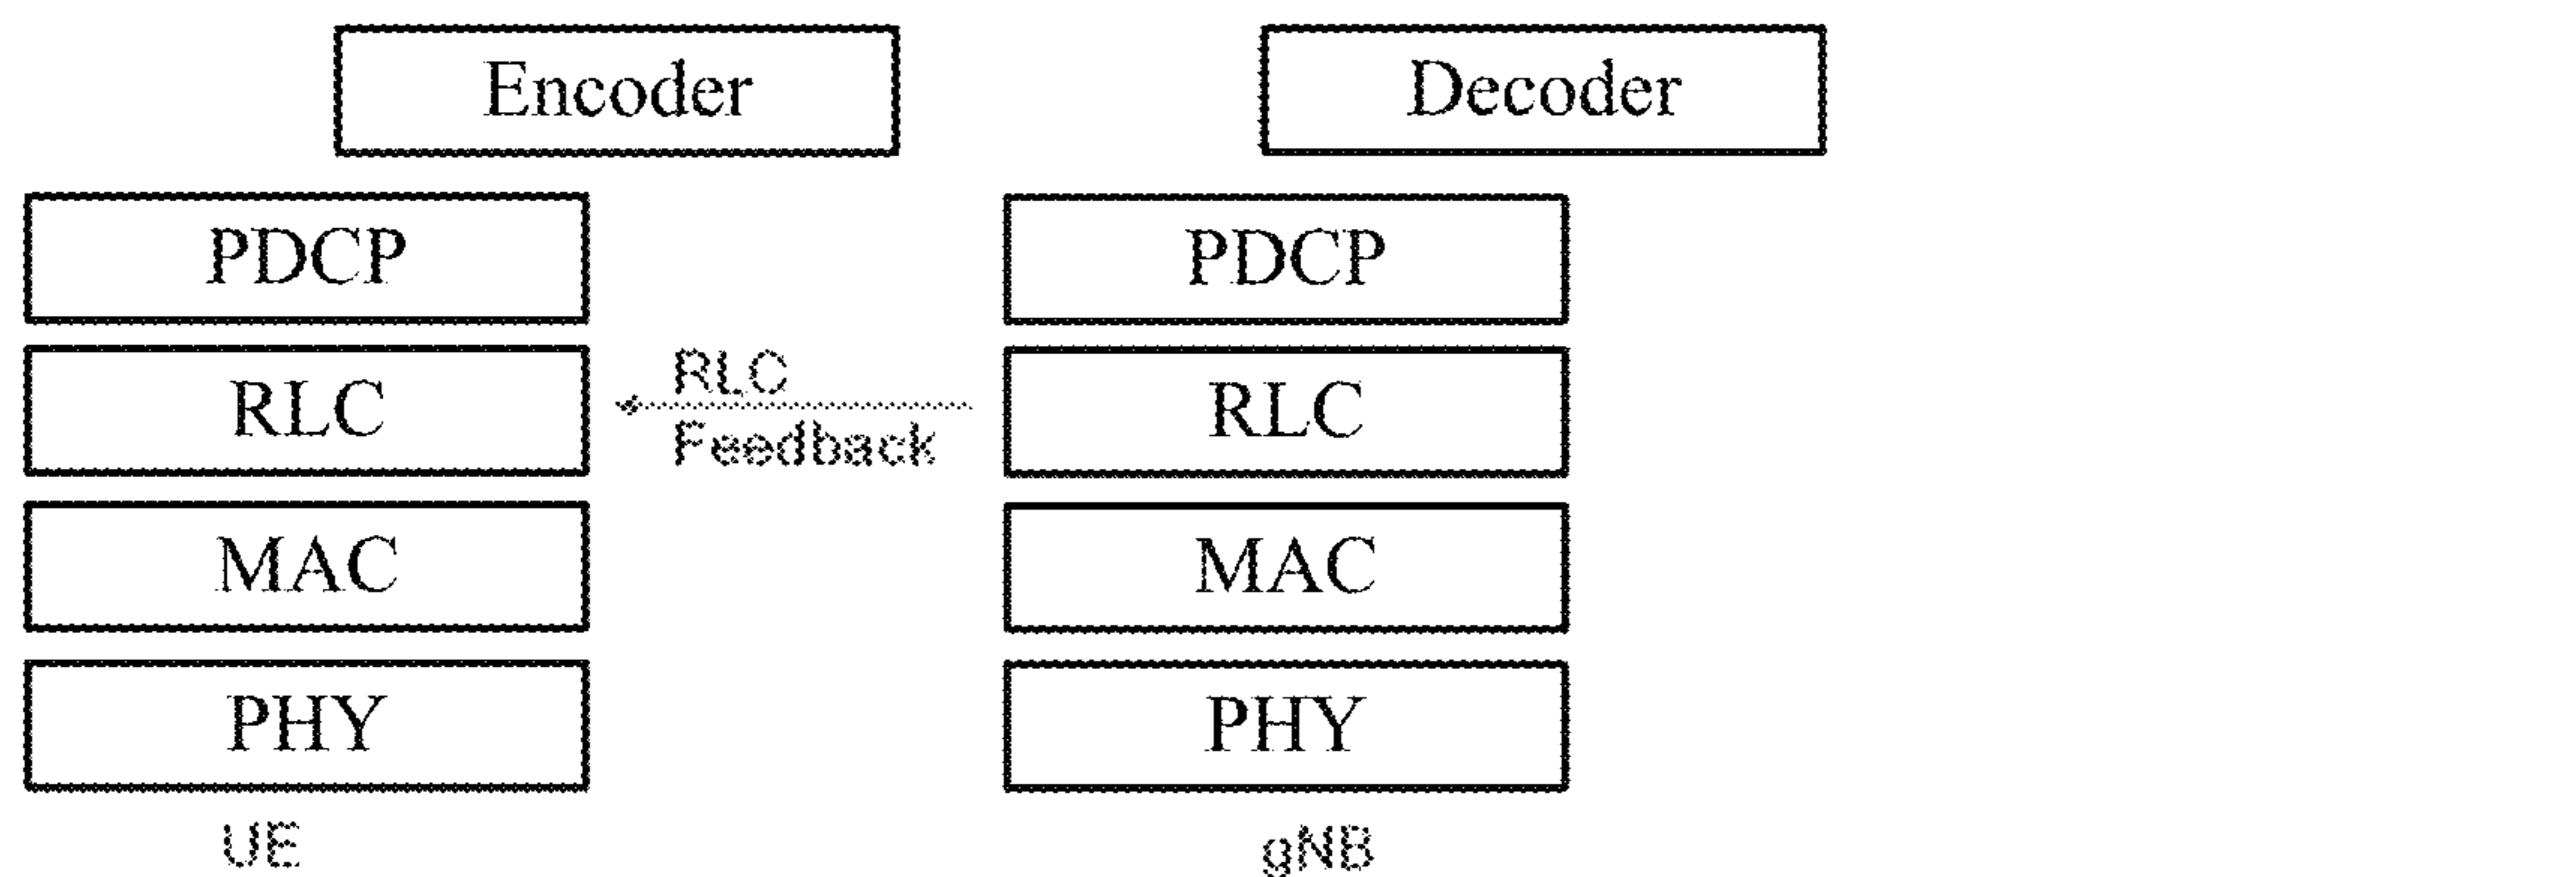 Encoder
Decoder
PDCP
PDCP
RLC
RLC
Feedback
RLC
MAC
MAC
PHY
PHY
UE
gNB